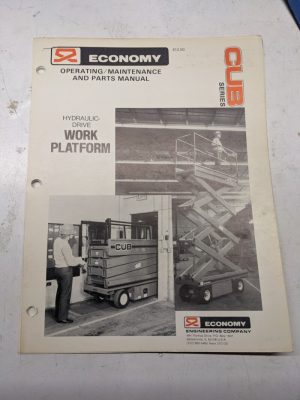 ECONOMY
OPERATING/MAINTENANCE
AND PARTS MANUAL
CUB
SERIES
HYDRAULIC-
DRIVE
WORK
PLATFORM
CUB
ECONOMY
ENGINEERING COMPANY